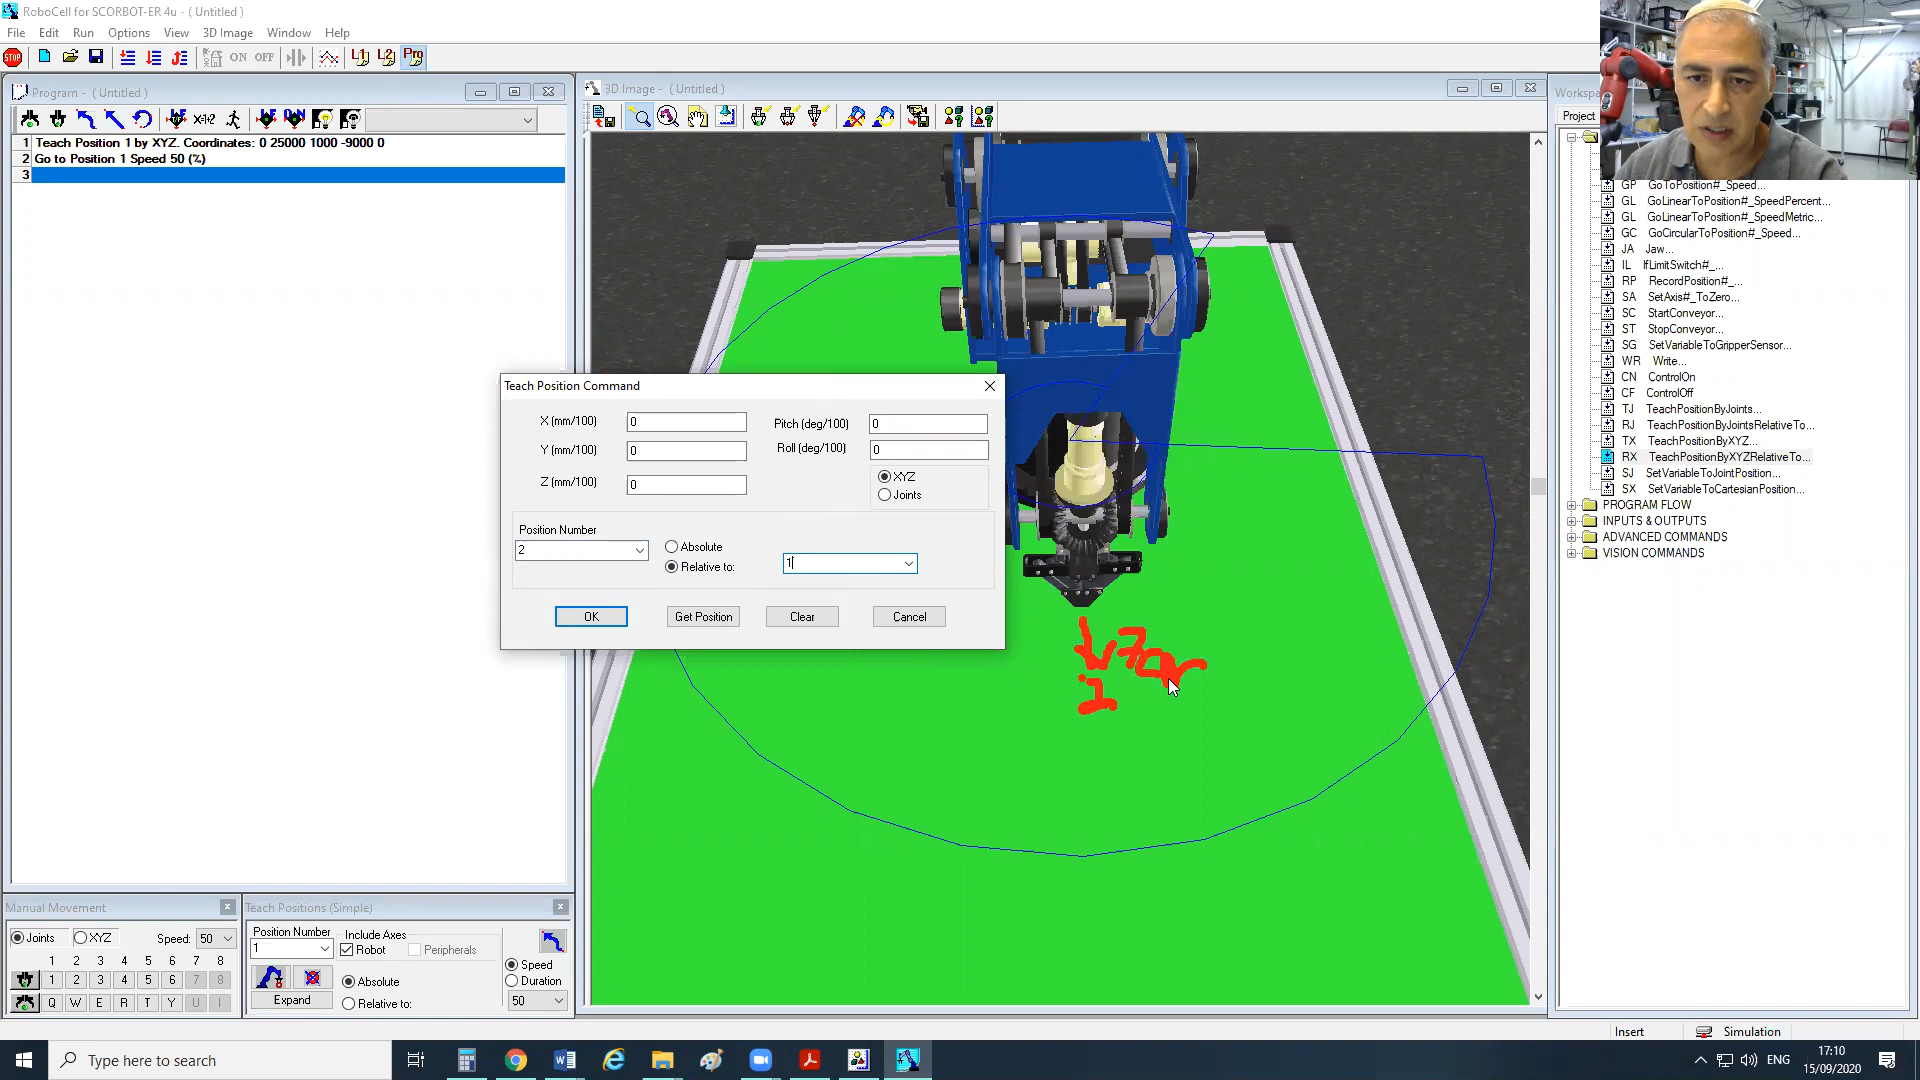 RoboCell for SCORBOT-ER 4u - ( Untitled )
File Edit Run Options View 3D Image Window Help
STOP ON OFF L1 L2 Pro
Program - ( Untitled )
1 Teach Position 1 by XYZ. Coordinates: 0 25000 1000 -9000 0
2 Go to Position 1 Speed 50 (%)
3
3D Image - ( Untitled )
Teach Position Command
X (mm/100) 0 Pitch (deg/100) 0
Y (mm/100) 0 Roll (deg/100) 0
Z (mm/100) 0 XYZ
Joints
Position Number
2 Absolute
Relative to: 1
OK Get Position Clear Cancel
1
Project
GP GoToPosition#_Speed...
GL GoLinearToPosition#_SpeedPercent...
GL GoLinearToPosition#_SpeedMetric...
GC GoCircularToPosition#_Speed...
JA Jaw...
IL IfLimitSwitch#_...
RP RecordPosition#_...
SA SetAxis#_ToZero...
SC StartConveyor...
ST StopConveyor...
SG SetVariableToGripperSensor...
WR Write...
CN ControlOn
CF ControlOff
TJ TeachPositionByJoints...
RJ TeachPositionByJointsRelativeTo...
TX TeachPositionByXYZ...
RX TeachPositionByXYZRelativeTo...
SJ SetVariableToJointPosition...
SX SetVariableToCartesianPosition...
PROGRAM FLOW
INPUTS & OUTPUTS
ADVANCED COMMANDS
VISION COMMANDS
Manual Movement
Joints XYZ Speed: 50
1 2 3 4 5 6 7 8
1 2 3 4 5 6 7 8
Q W E R T Y U I
Teach Positions (Simple)
Position Number Include Axes
1 Robot Peripherals
Absolute
Expand Relative to:
Speed
Duration
50
Insert Simulation
Type here to search
ENG 17:10
15/09/2020